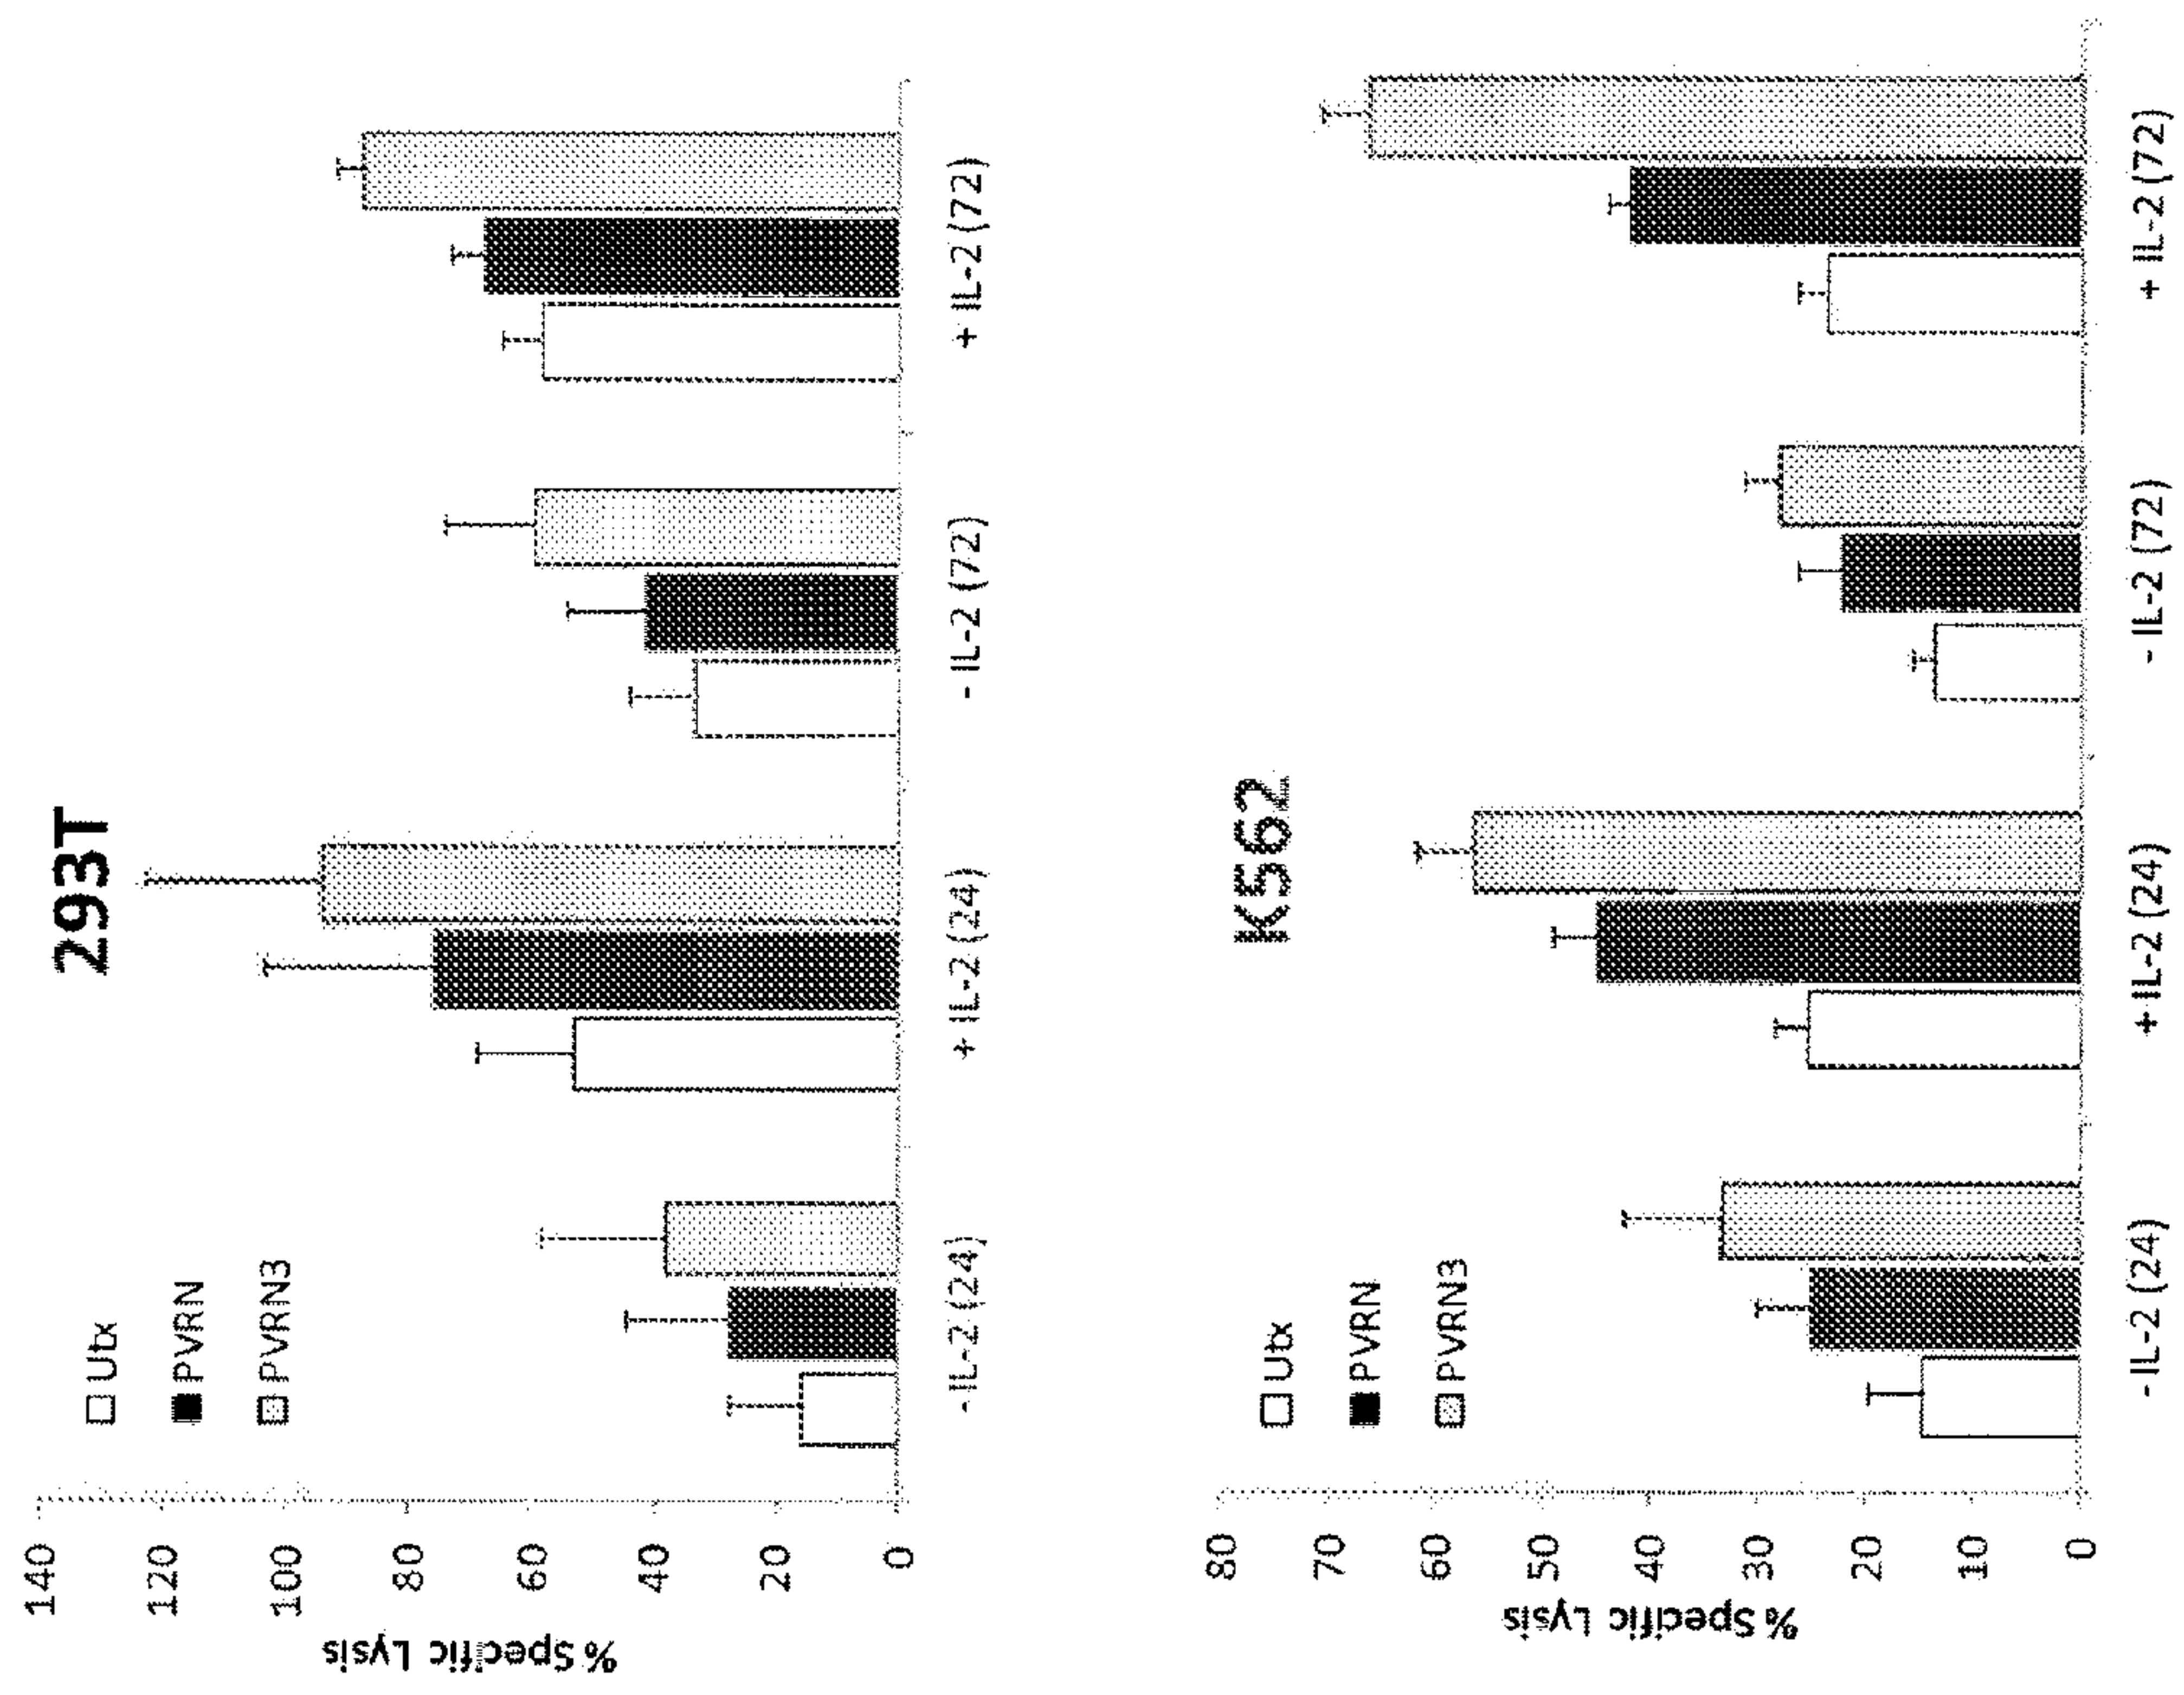 293T
□ Utx
■ PVRN
PVRN3
% Specific Lysis
140
120
100
80
60
40
20
0
- IL-2 (24)
+ IL-2 (24)
- IL-2 (72)
+ IL-2 (72)
K562
□ Utx
■ PVRN
PVRN3
% Specific Lysis
80
70
60
50
40
30
20
10
0
- IL-2 (24)
+ IL-2 (24)
- IL-2 (72)
+ IL-2 (72)